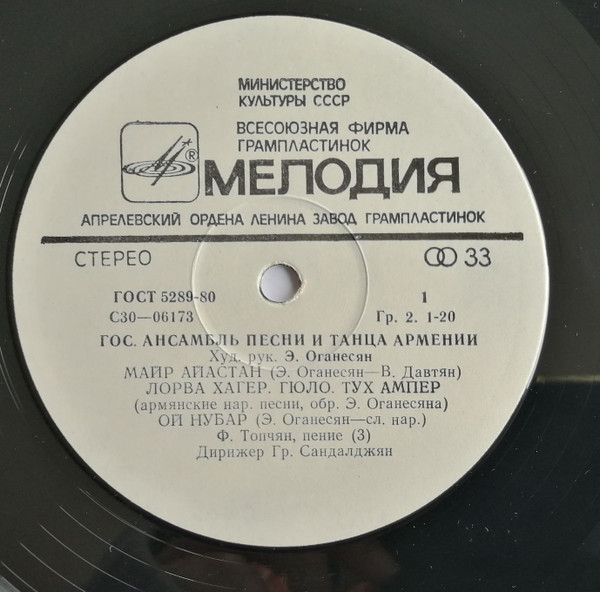 МИНИСТЕРСТВО
КУЛЬТУРЫ СССР
ВСЕСОЮЗНАЯ ФИРМА
ГРАМПЛАСТИНОК
®
МЕЛОДИЯ
АПРЕЛЕВСКИЙ ОРДЕНА ЛЕНИНА ЗАВОД ГРАМПЛАСТИНОК
СТЕРЕО 33
ГОСТ 5289-80 1
С30—06173 Гр. 2. 1-20
ГОС. АНСАМБЛЬ ПЕСНИ И ТАНЦА АРМЕНИИ
Худ. рук. Э. Оганесян
МАЙР АЙАСТАН (Э. Оганесян—В. Давтян)
ЛОРВА ХАГЕР. ГЮЛО. ТУХ АМПЕР
(армянские нар. песни, обр. Э. Оганесяна)
ОЙ НУБАР (Э. Оганесян—сл. нар.)
Ф. Топчян, пение (3)
Дирижер Гр. Сандалджян